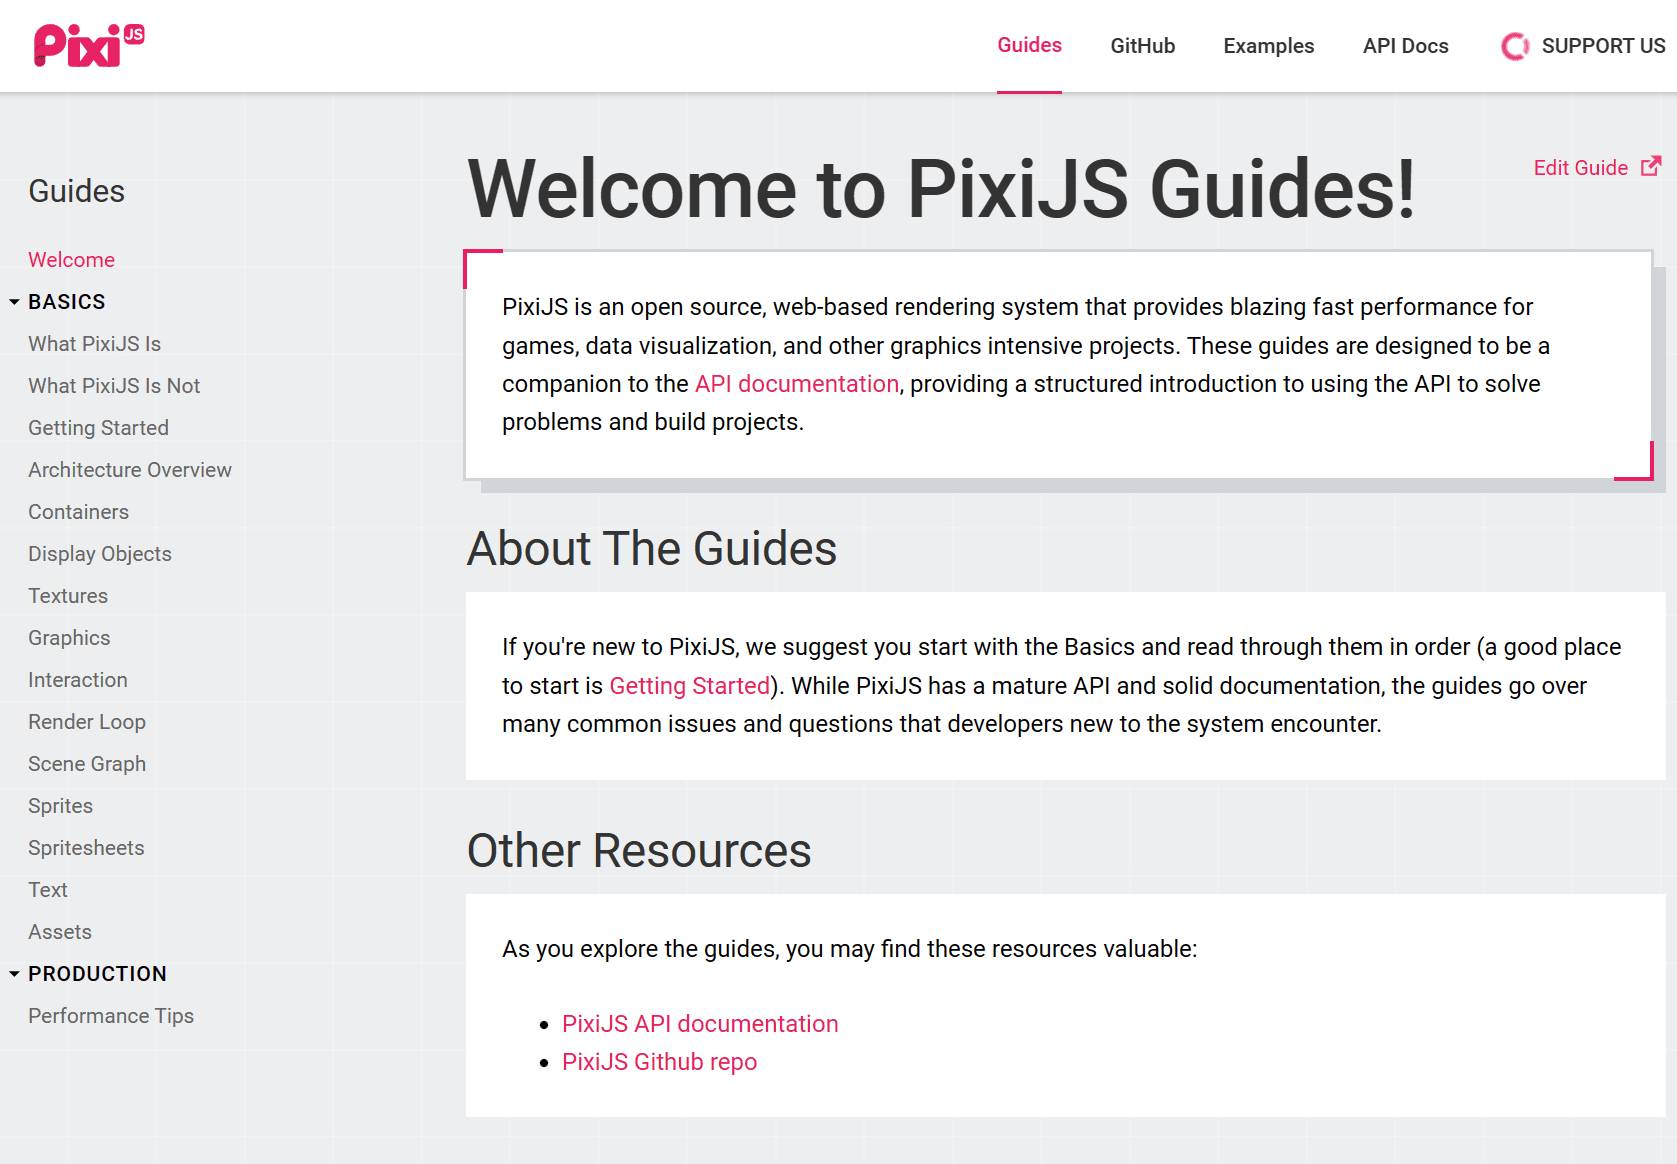 Pixi JS
Guides
GitHub
Examples
API Docs
SUPPORT US
Guides
Welcome
BASICS
What PixiJS Is
What PixiJS Is Not
Getting Started
Architecture Overview
Containers
Display Objects
Textures
Graphics
Interaction
Render Loop
Scene Graph
Sprites
Spritesheets
Text
Assets
PRODUCTION
Performance Tips
Welcome to PixiJS Guides!
Edit Guide
PixiJS is an open source, web-based rendering system that provides blazing fast performance for
games, data visualization, and other graphics intensive projects. These guides are designed to be a
companion to the API documentation, providing a structured introduction to using the API to solve
problems and build projects.
About The Guides
If you're new to PixiJS, we suggest you start with the Basics and read through them in order (a good place
to start is Getting Started). While PixiJS has a mature API and solid documentation, the guides go over
many common issues and questions that developers new to the system encounter.
Other Resources
As you explore the guides, you may find these resources valuable:
PixiJS API documentation
PixiJS Github repo